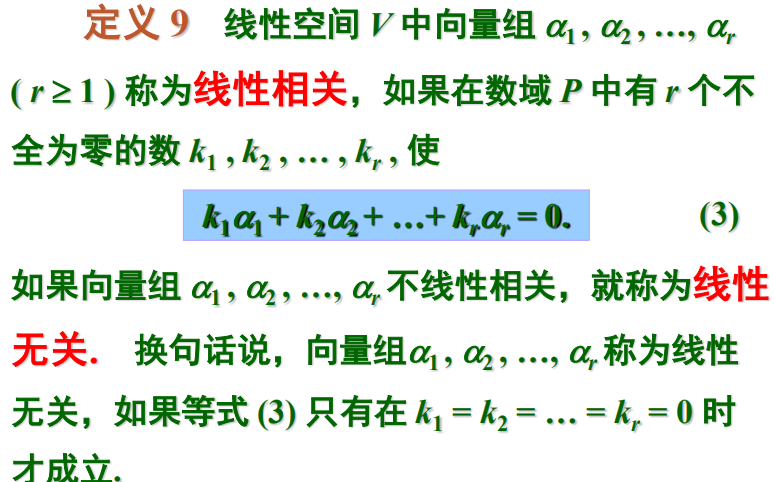 定义 9 线性空间 V 中向量组 α₁ , α₂ , …, αᵣ
( r ≥ 1 ) 称为线性相关，如果在数域 P 中有 r 个不
全为零的数 k₁ , k₂ , … , kᵣ , 使
k₁α₁ + k₂α₂ + …+ kᵣαᵣ = 0. (3)
如果向量组 α₁ , α₂ , …, αᵣ 不线性相关，就称为线性
无关. 换句话说，向量组α₁ , α₂ , …, αᵣ 称为线性
无关，如果等式 (3) 只有在 k₁ = k₂ = … = kᵣ = 0 时
才成立.